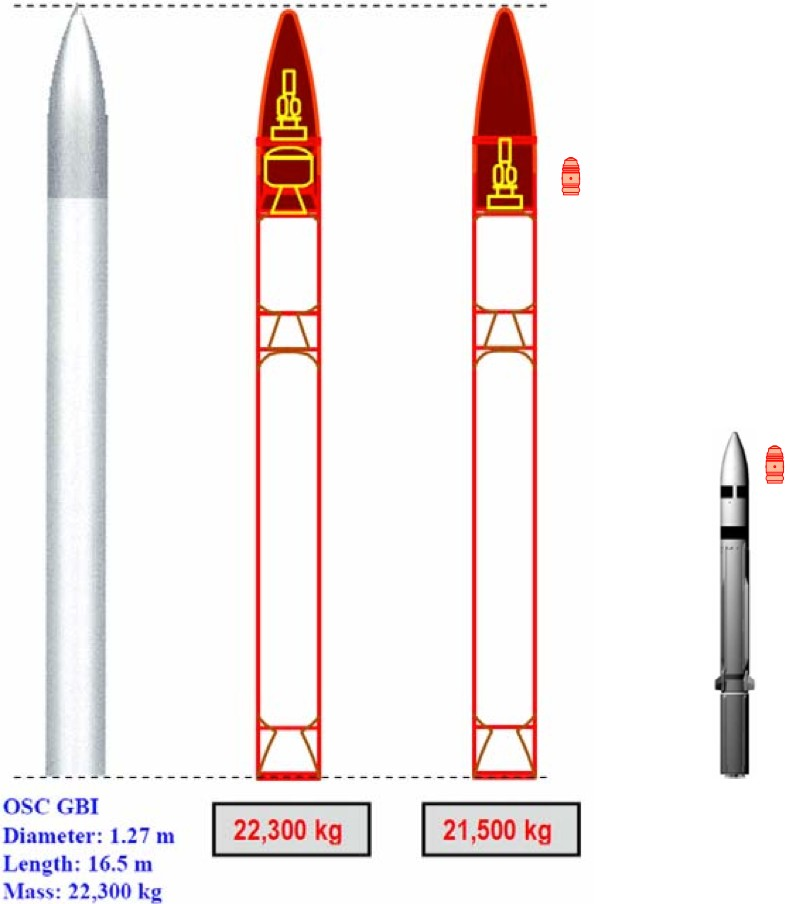 OSC GBI
Diameter: 1.27 m
Length: 16.5 m
Mass: 22,300 kg
22,300 kg
21,500 kg